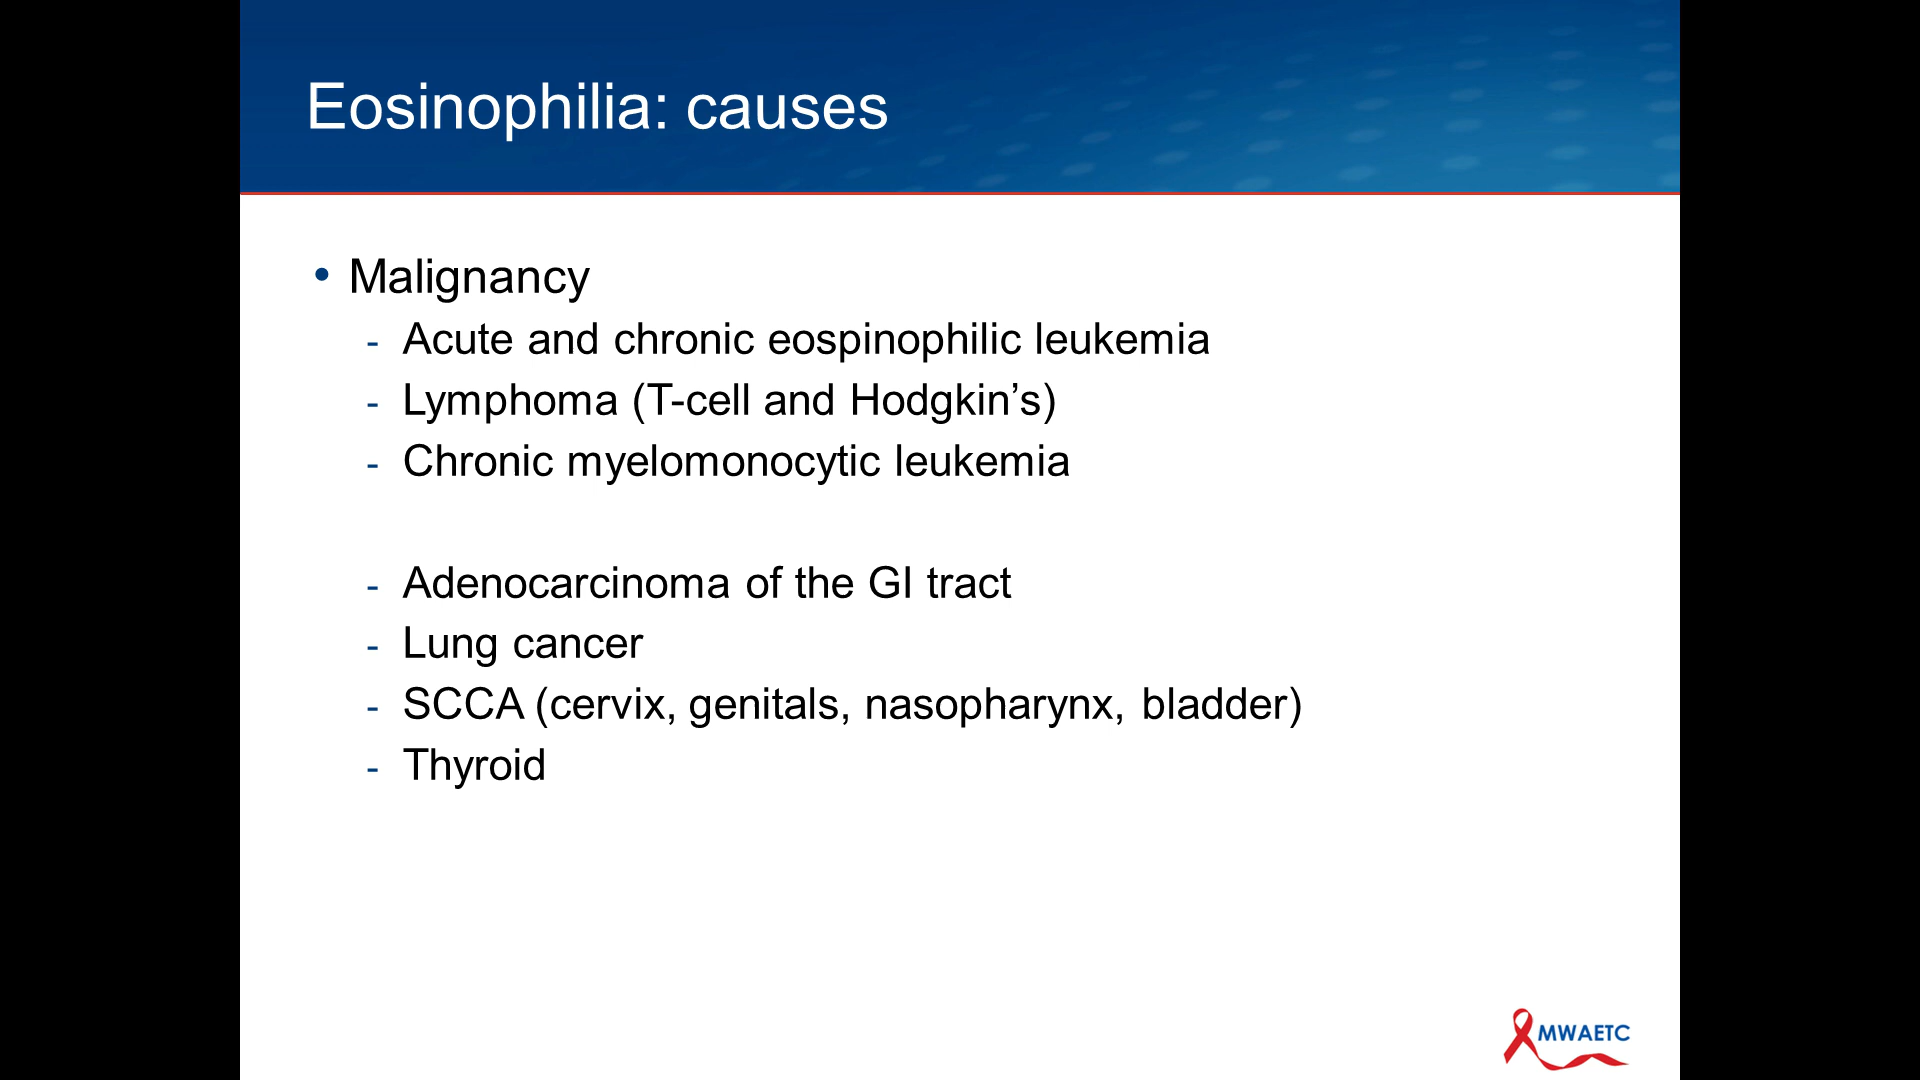 Eosinophilia: causes
• Malignancy
- Acute and chronic eospinophilic leukemia
- Lymphoma (T-cell and Hodgkin’s)
- Chronic myelomonocytic leukemia
- Adenocarcinoma of the GI tract
- Lung cancer
- SCCA (cervix, genitals, nasopharynx, bladder)
- Thyroid
MWAETC